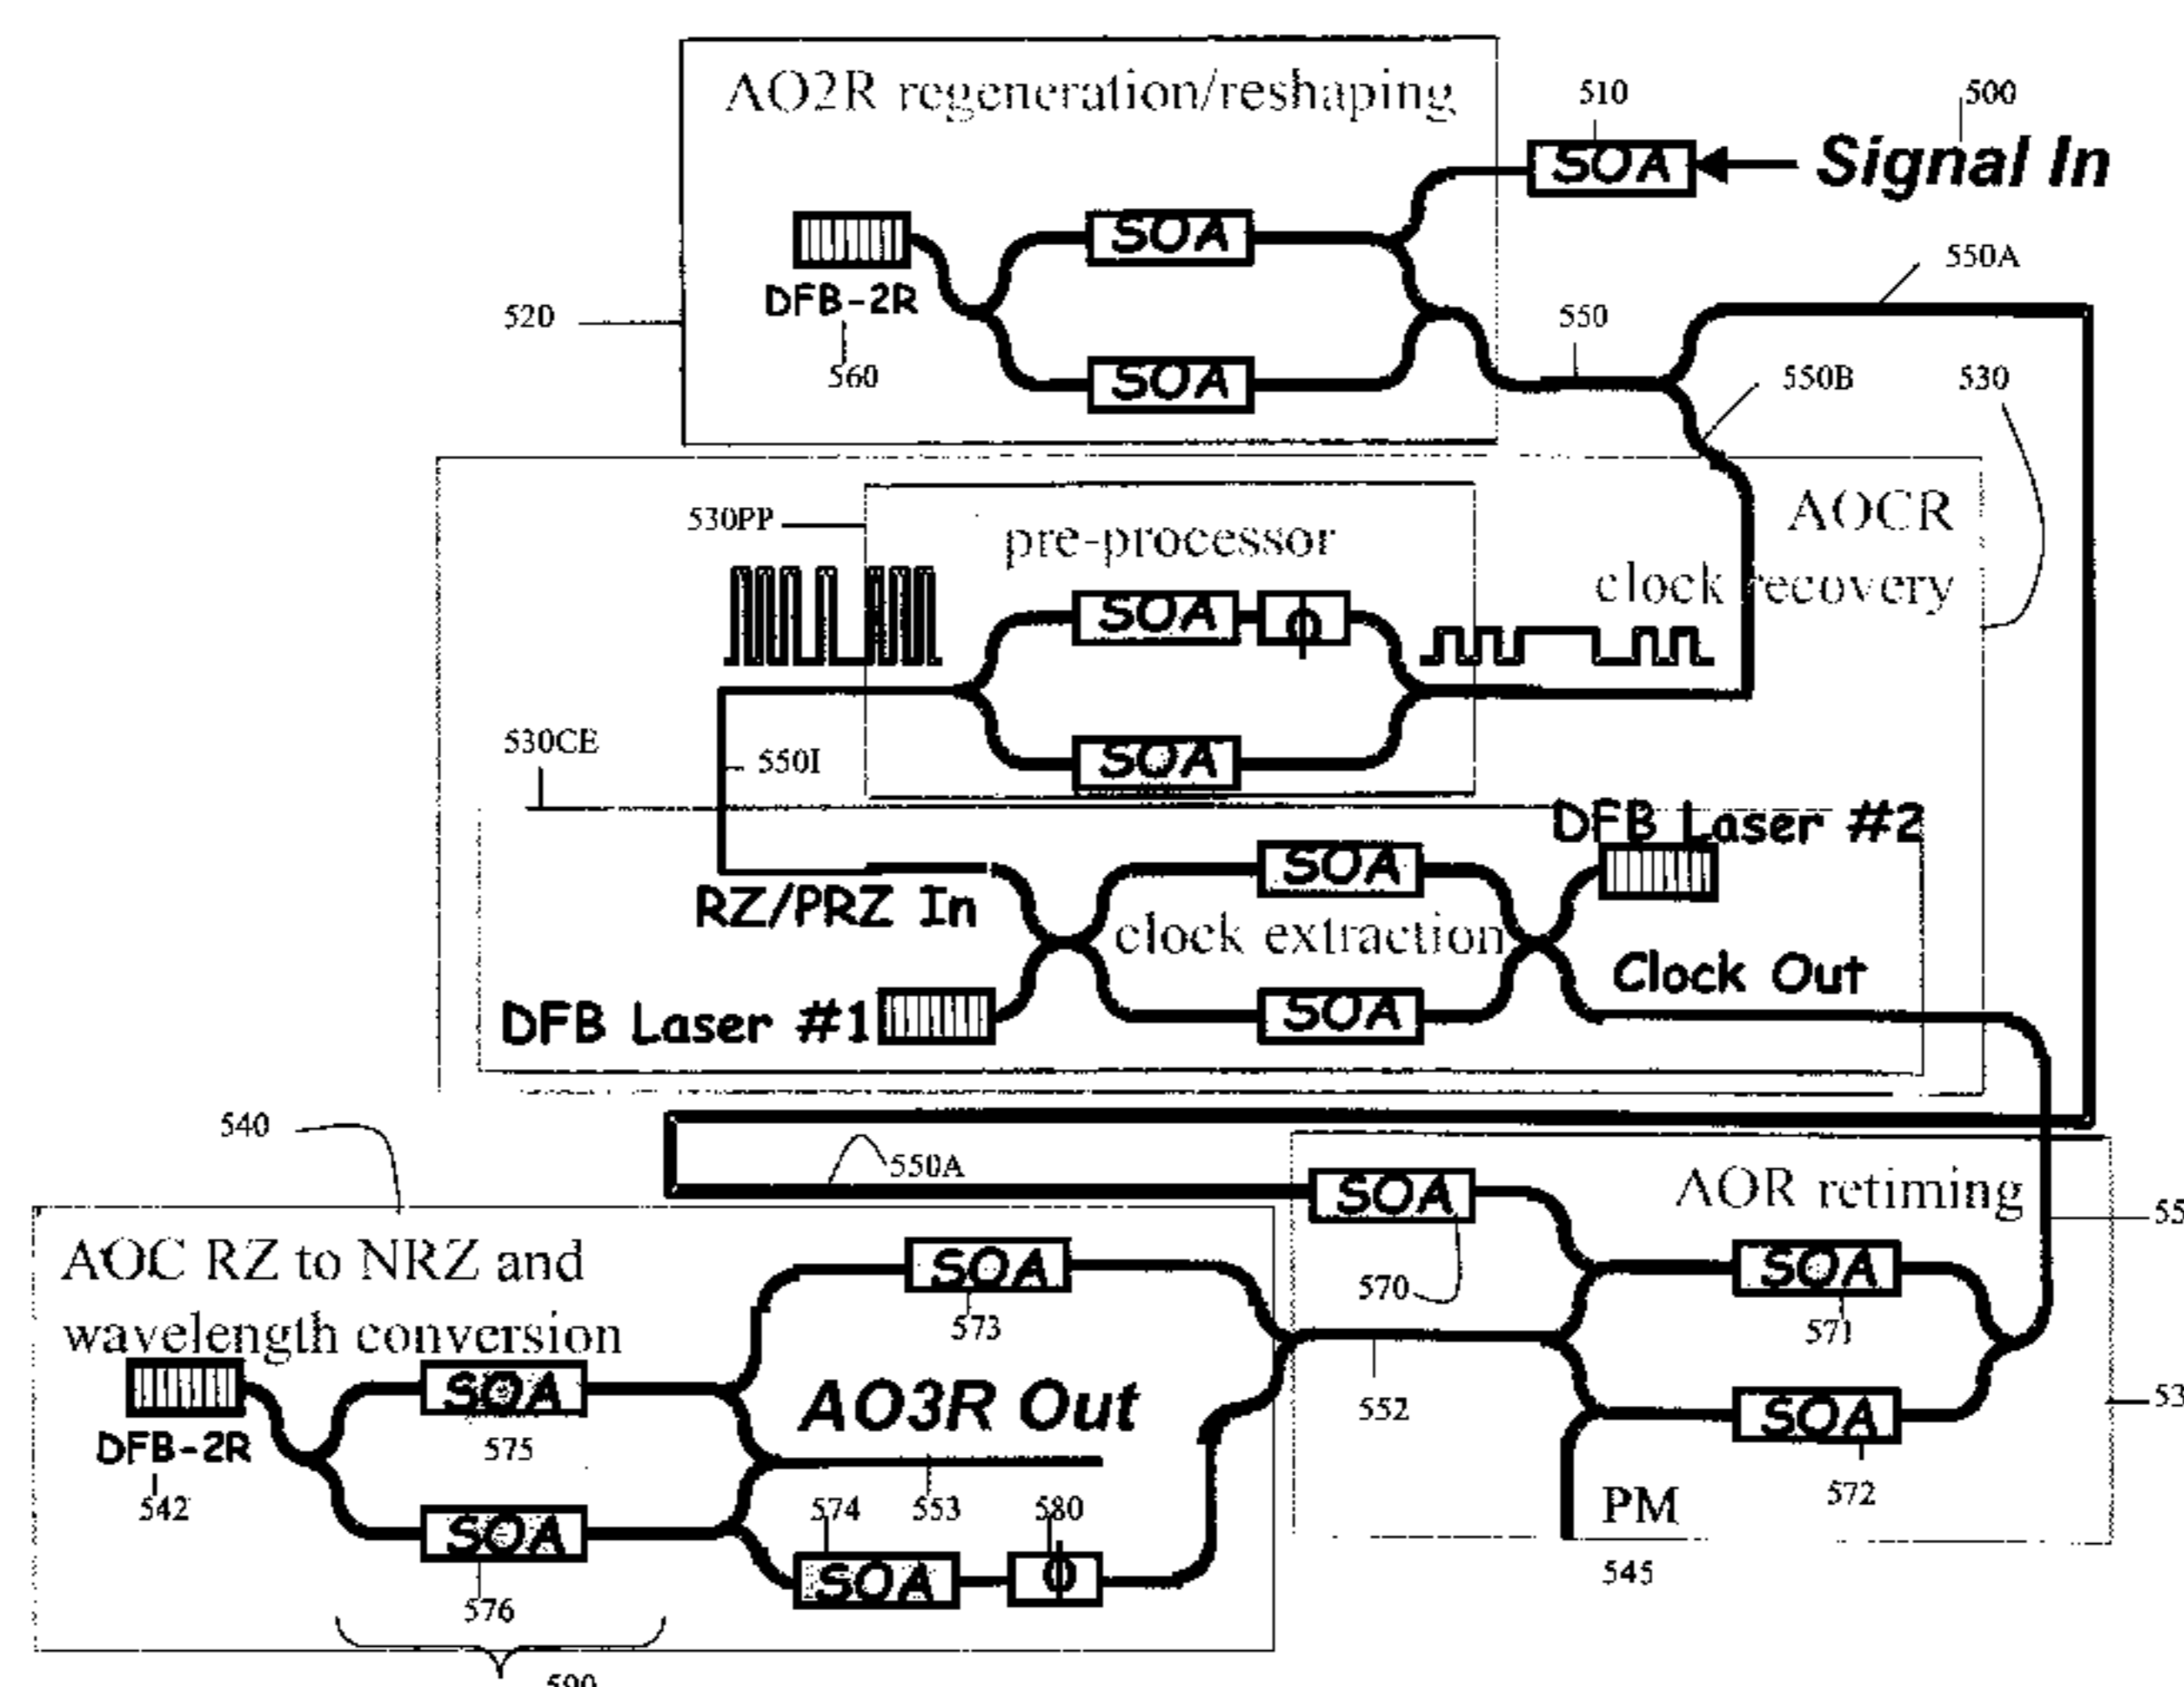 AO2R regeneration/reshaping
510
500
SOA
Signal In
SOA
550A
DFB-2R
520
550
560
SOA
550B
530
AOCR
530PP
pre-processor
clock recovery
SOA
Φ
530CE
550I
SOA
DFB Laser #2
SOA
RZ/PRZ In
clock extraction
Clock Out
DFB Laser #1
SOA
540
550A
SOA
AOR retiming
AOC RZ to NRZ and
wavelength conversion
SOA
570
SOA
573
571
SOA
AO3R Out
552
SOA
DFB-2R
575
542
574
553
580
PM
572
SOA
SOA
Φ
545
576
590